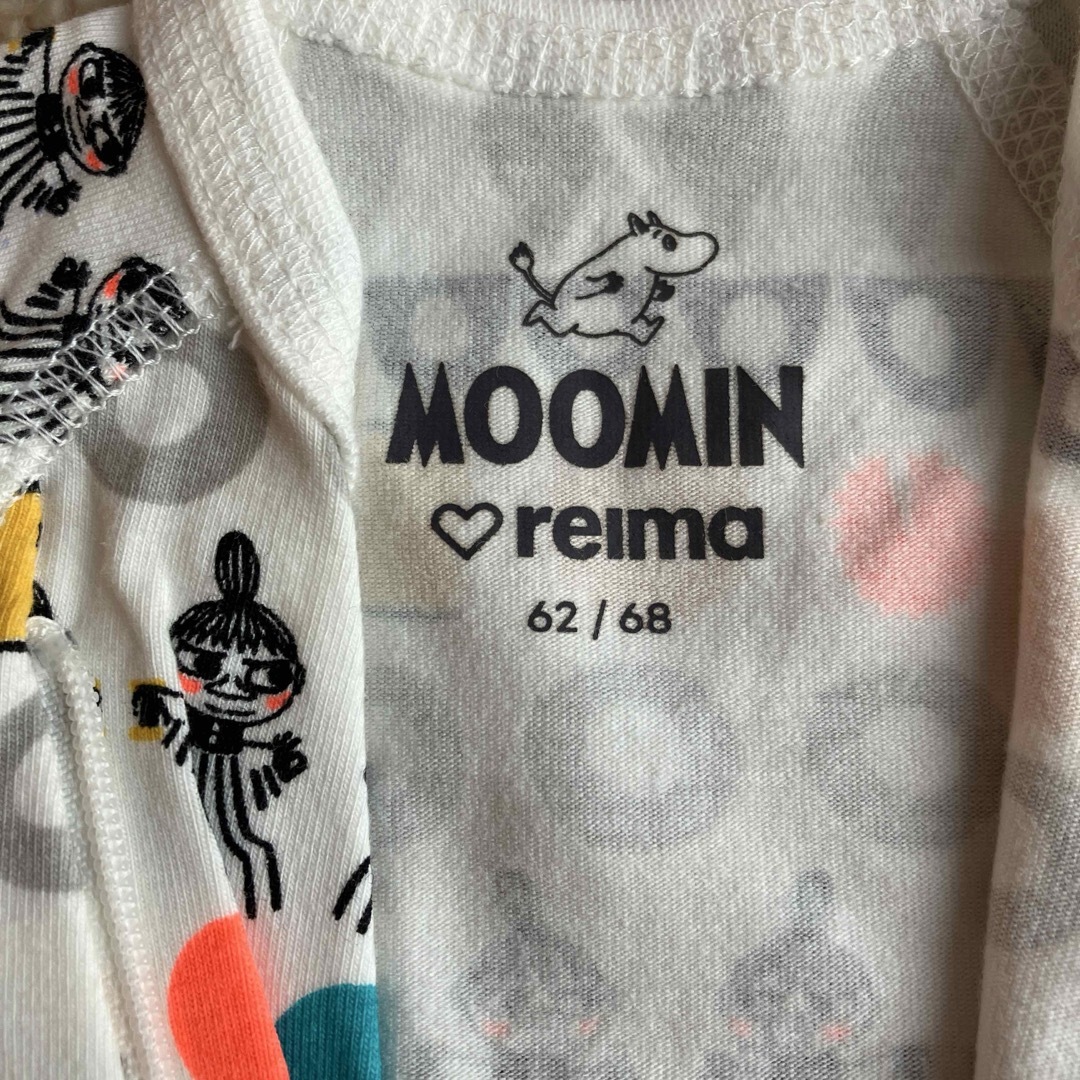 MOOMIN
♡ reima
62 / 68